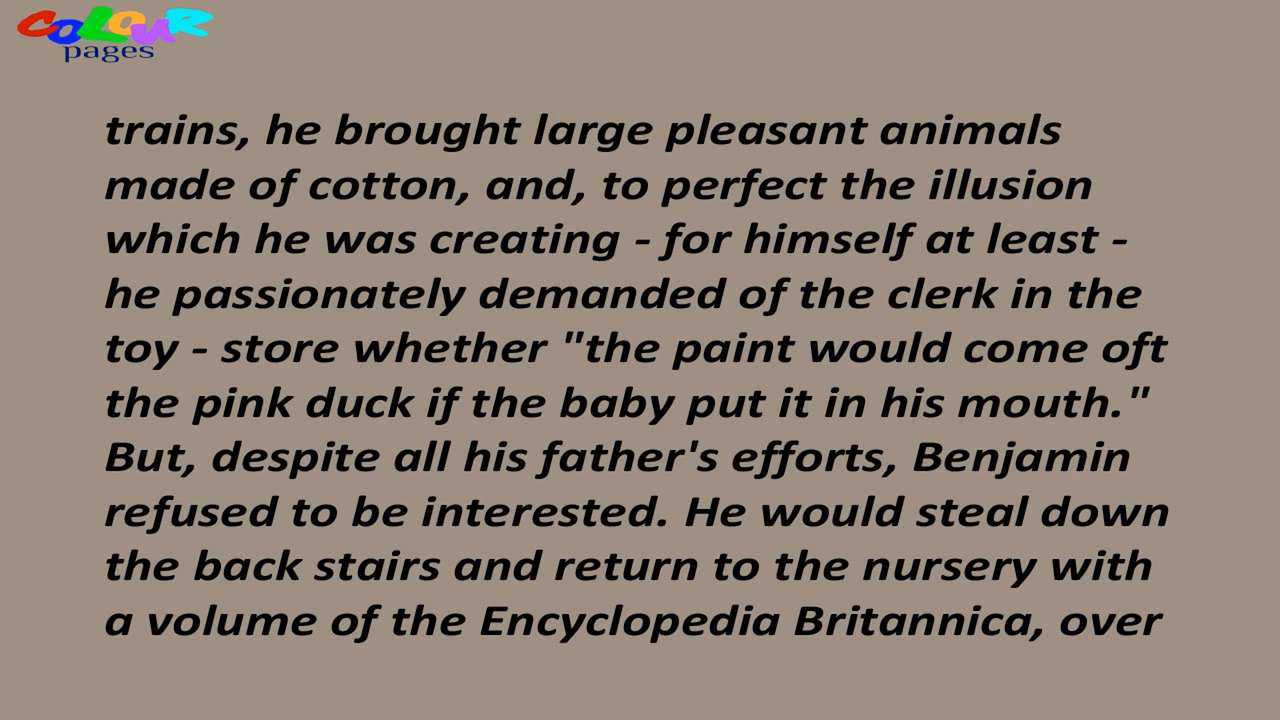 COLOUR
pages
trains, he brought large pleasant animals
made of cotton, and, to perfect the illusion
which he was creating - for himself at least -
he passionately demanded of the clerk in the
toy - store whether "the paint would come oft
the pink duck if the baby put it in his mouth."
But, despite all his father's efforts, Benjamin
refused to be interested. He would steal down
the back stairs and return to the nursery with
a volume of the Encyclopedia Britannica, over